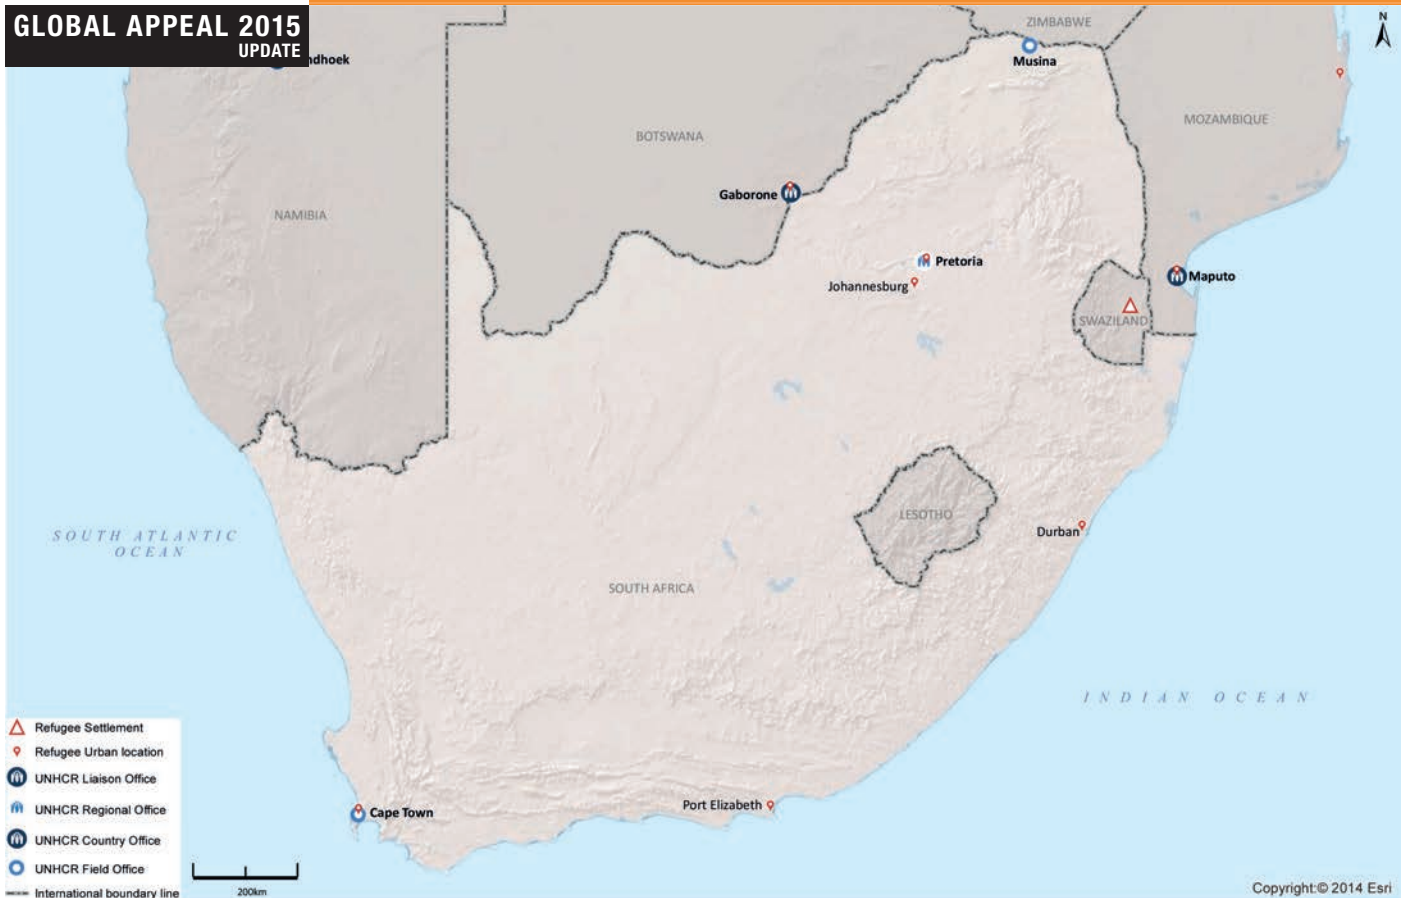 GLOBAL APPEAL 2015
UPDATE
ZIMBABWE
N
ndhoek
Musina
MOZAMBIQUE
BOTSWANA
Gaborone
NAMIBIA
Pretoria
Johannesburg
Maputo
SWAZILAND
LESOTHO
Durban
SOUTH ATLANTIC
OCEAN
SOUTH AFRICA
INDIAN OCEAN
Refugee Settlement
Refugee Urban location
UNHCR Liaison Office
UNHCR Regional Office
UNHCR Country Office
UNHCR Field Office
International boundary line
Cape Town
Port Elizabeth
200km
Copyright:© 2014 Esri